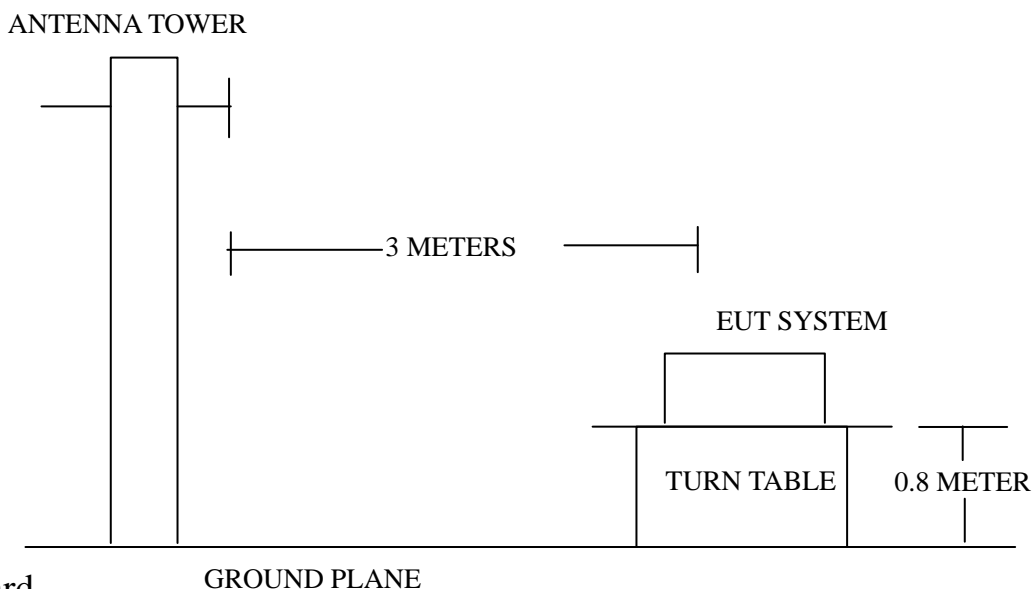 ANTENNA TOWER
3 METERS
EUT SYSTEM
TURN TABLE
0.8 METER
GROUND PLANE